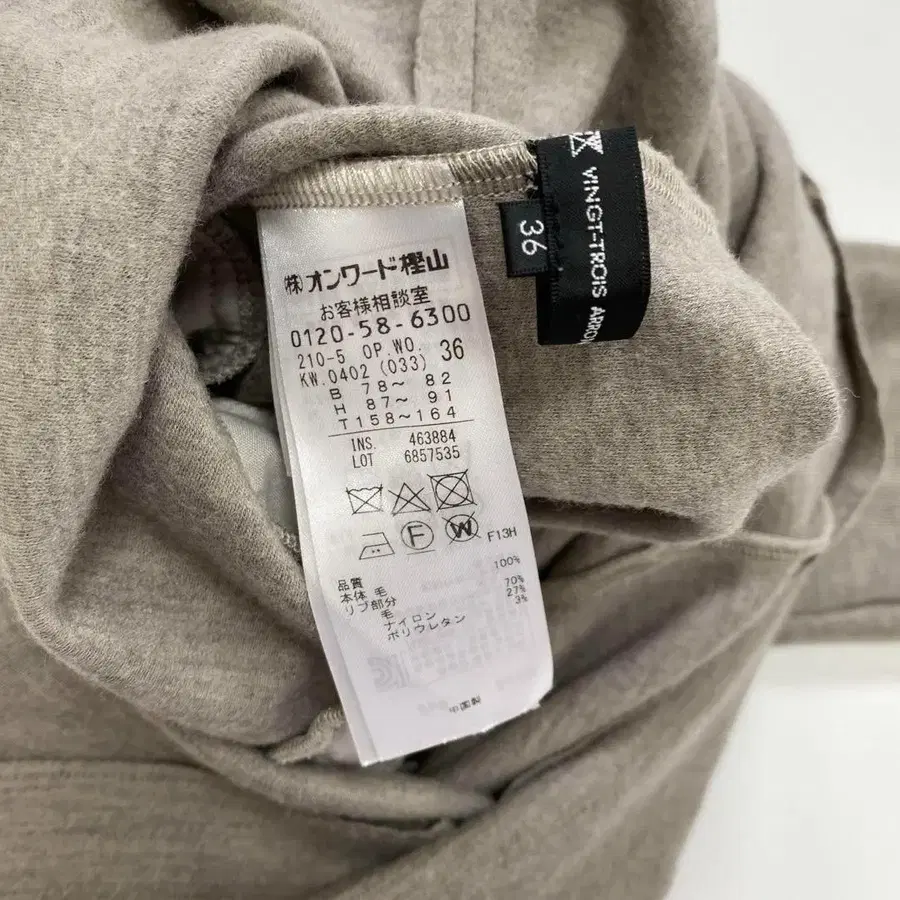 (株)オンワード樫山
お客様相談室
0120-58-6300
210-5 OP.WO. 36
KW.0402 (033)
B 78～ 82
H 87～ 91
T158～164
INS. 463884
LOT 6857535
F W F13H
品質
本体 毛 100%
リブ部分
毛 70%
ナイロン 27%
ポリウレタン 3%
中国製
36
VINGT-TROIS ARRON